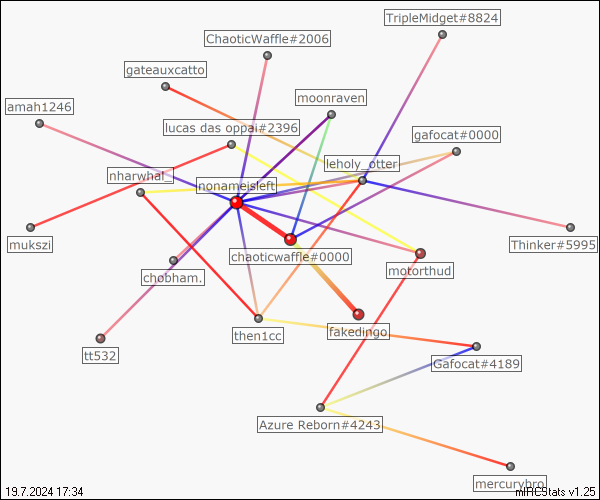 TripleMidget#8824
ChaoticWaffle#2006
gateauxcatto
moonraven
amah1246
lucas das oppai#2396
gafocat#0000
leholy_otter
nharwhal_
nonameisleft
mukszi
Thinker#5995
chaoticwaffle#0000
motorthud
chobham.
fakedingo
then1cc
tt532
Gafocat#4189
Azure Reborn#4243
mercurybro
19.7.2024 17:34
mIRCStats v1.25